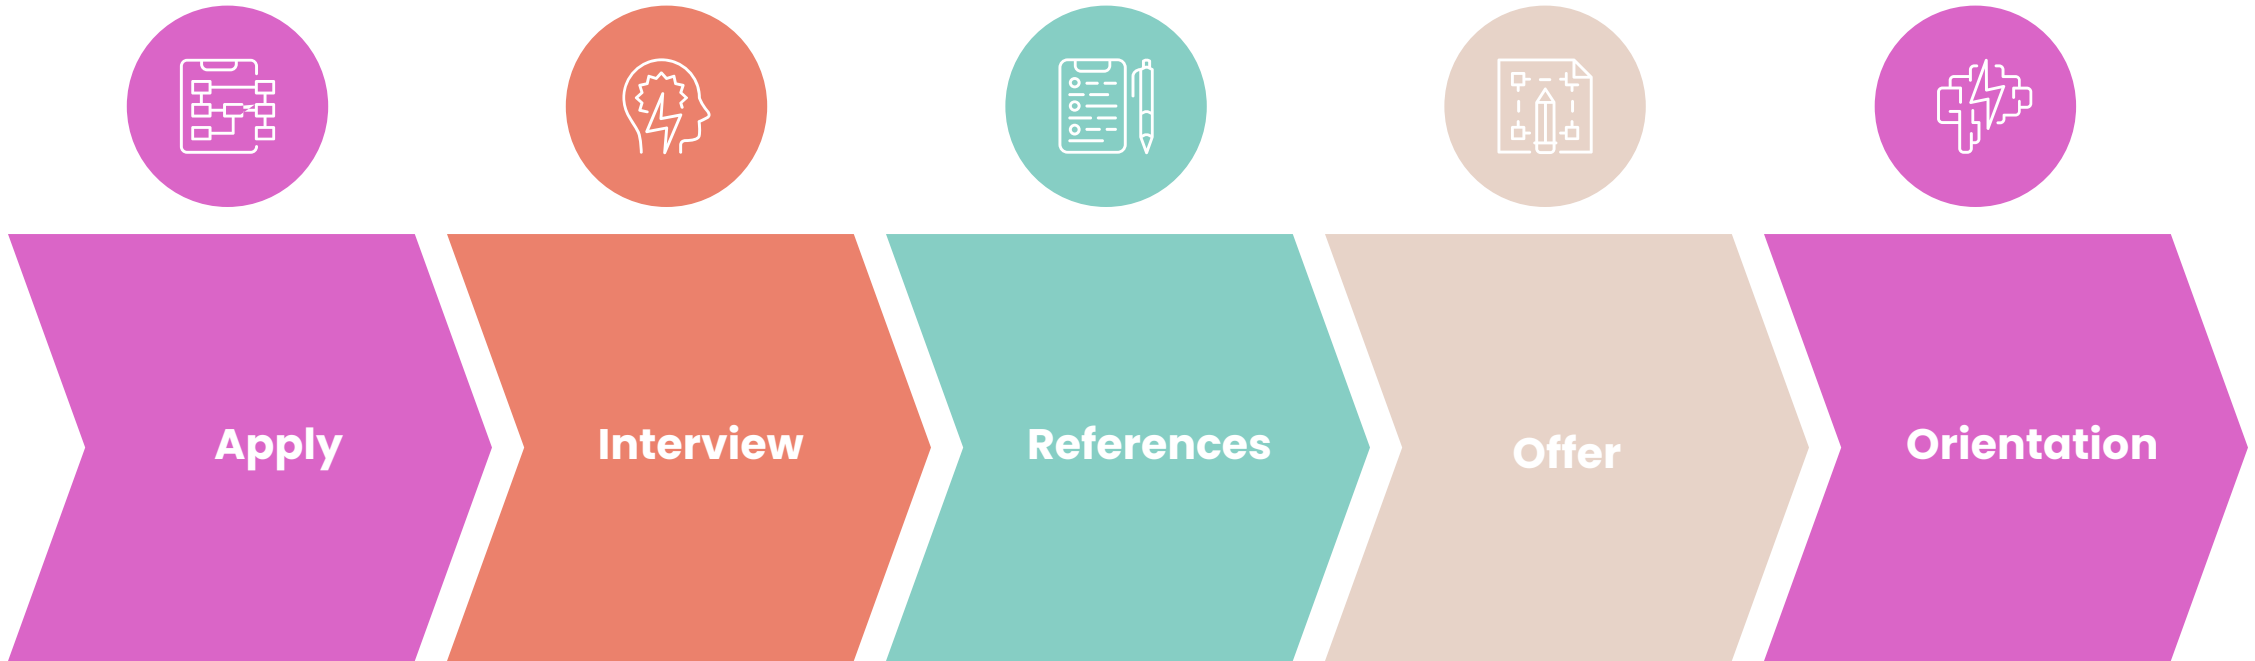 Apply
Interview
References
Offer
Orientation